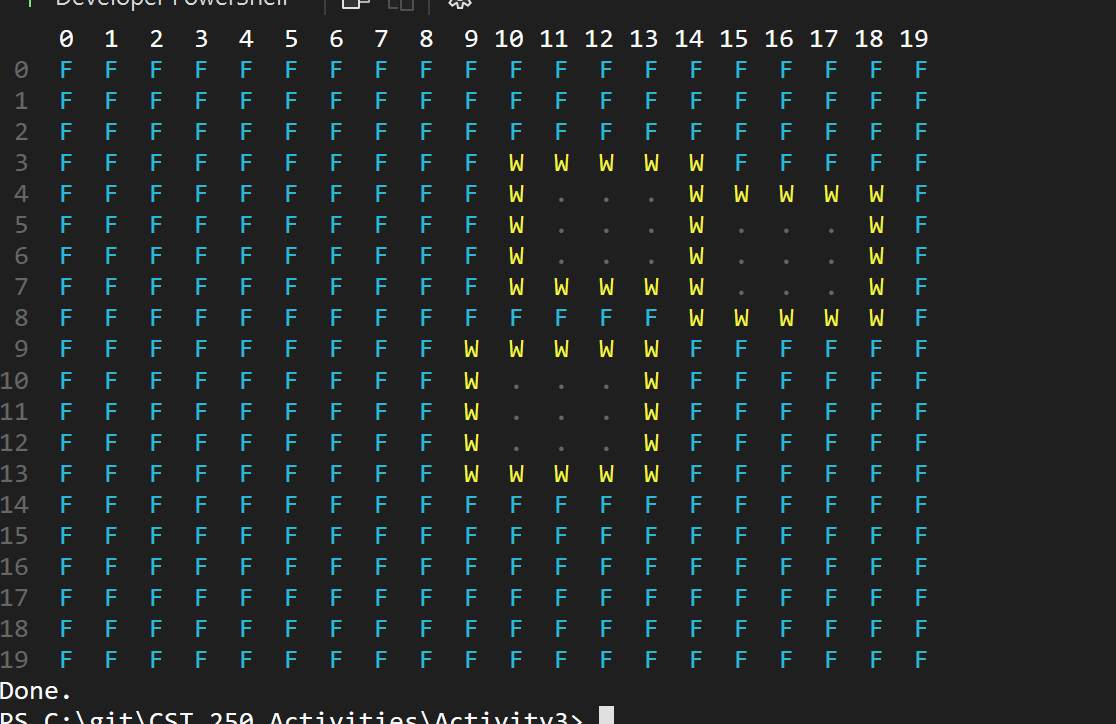 Developer PowerShell
0 1 2 3 4 5 6 7 8 9 10 11 12 13 14 15 16 17 18 19
0 F F F F F F F F F F F F F F F F F F F F
1 F F F F F F F F F F F F F F F F F F F F
2 F F F F F F F F F F F F F F F F F F F F
3 F F F F F F F F F F W W W W W F F F F F
4 F F F F F F F F F F W . . . W W W W W F
5 F F F F F F F F F F W . . . W . . . W F
6 F F F F F F F F F F W . . . W . . . W F
7 F F F F F F F F F F W W W W W . . . W F
8 F F F F F F F F F F F F F F W W W W W F
9 F F F F F F F F F W W W W W F F F F F F
10 F F F F F F F F F W . . . W F F F F F F
11 F F F F F F F F F W . . . W F F F F F F
12 F F F F F F F F F W . . . W F F F F F F
13 F F F F F F F F F W W W W W F F F F F F
14 F F F F F F F F F F F F F F F F F F F F
15 F F F F F F F F F F F F F F F F F F F F
16 F F F F F F F F F F F F F F F F F F F F
17 F F F F F F F F F F F F F F F F F F F F
18 F F F F F F F F F F F F F F F F F F F F
19 F F F F F F F F F F F F F F F F F F F F
Done.
PS C:\git\CST 250 Activities\Activity3>